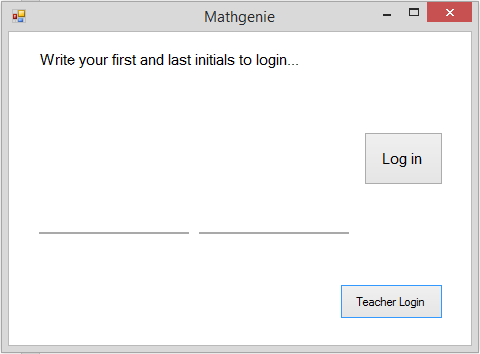 Mathgenie
Write your first and last initials to login...
Log in
Teacher Login